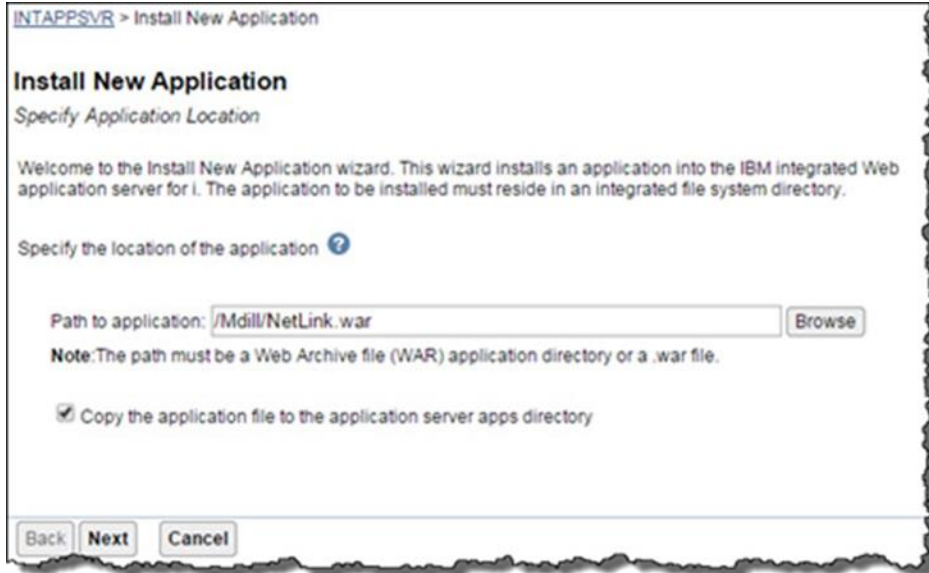 INTAPPSVR > Install New Application
Install New Application
Specify Application Location
Welcome to the Install New Application wizard. This wizard installs an application into the IBM integrated Web
application server for i. The application to be installed must reside in an integrated file system directory.
Specify the location of the application ?
Path to application: /Mdill/NetLink.war Browse
Note:The path must be a Web Archive file (WAR) application directory or a .war file.
Copy the application file to the application server apps directory
Back Next Cancel